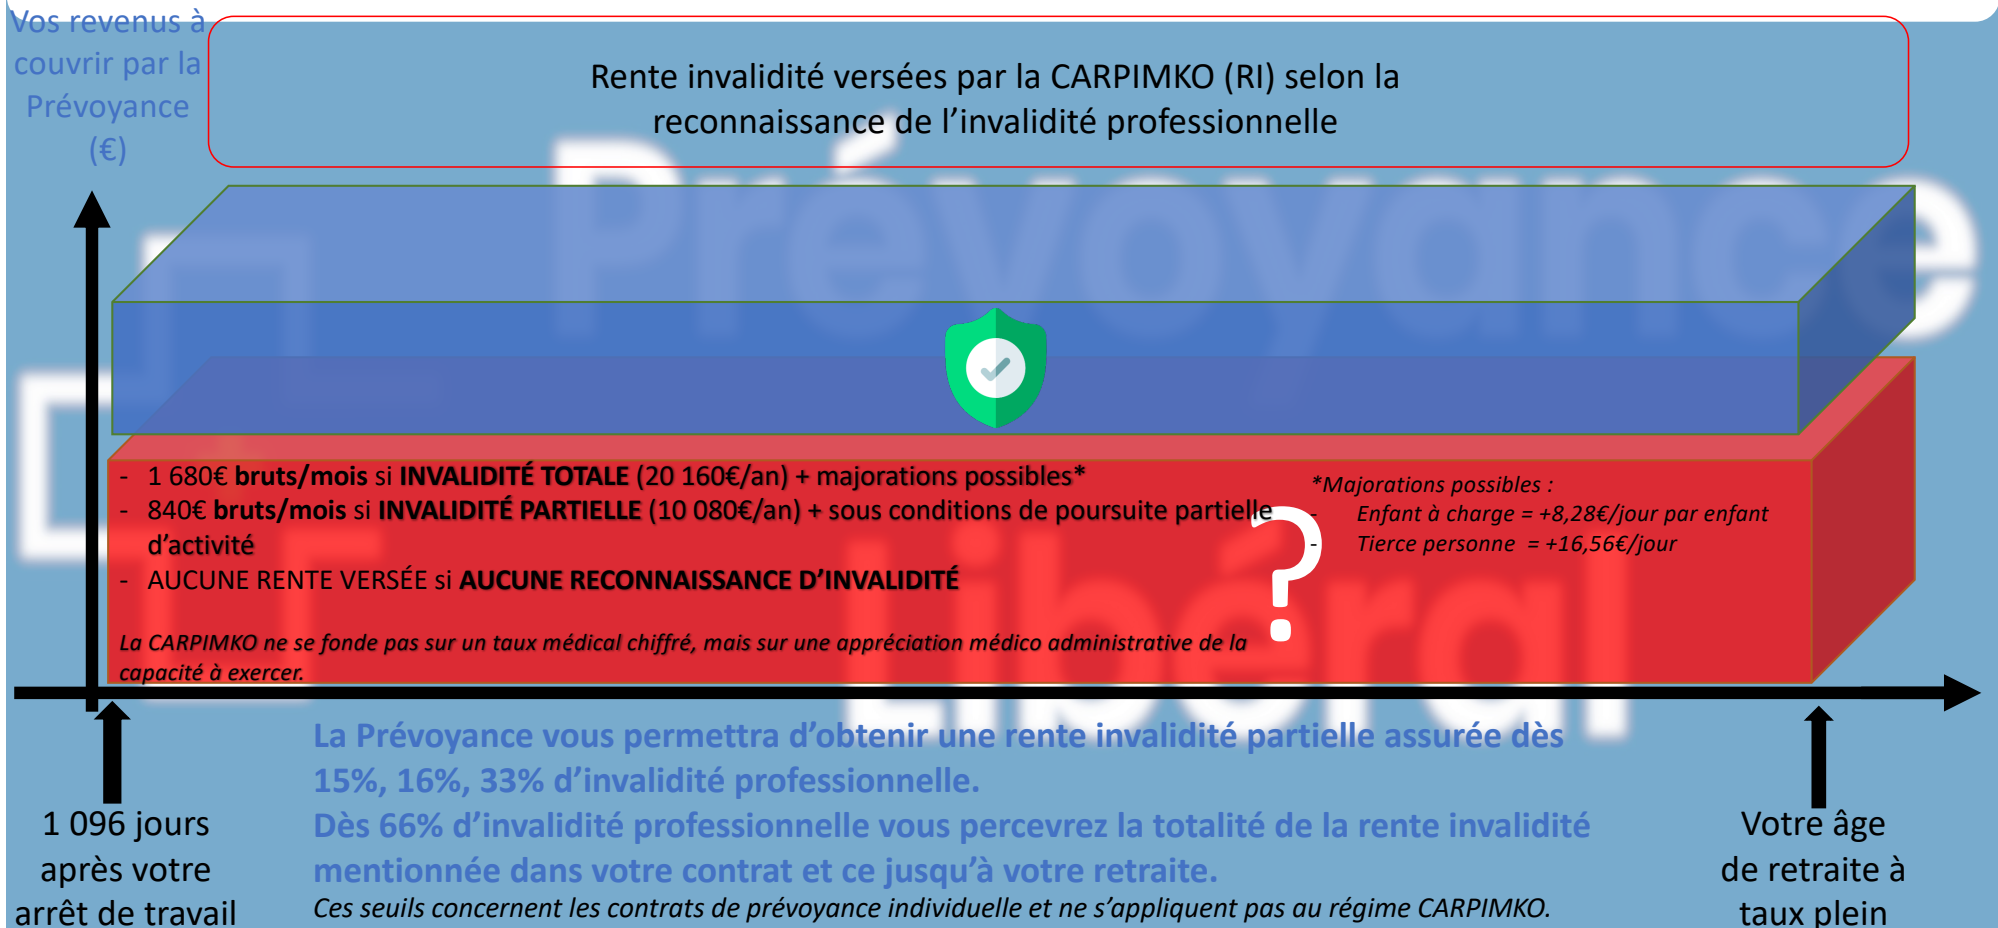 Vos revenus à
couvrir par la
Prévoyance
(€)
Rente invalidité versées par la CARPIMKO (RI) selon la
reconnaissance de l'invalidité professionnelle
Prévoyance
Libéral
- 1 680€ bruts/mois si INVALIDITÉ TOTALE (20 160€/an) + majorations possibles*
- 840€ bruts/mois si INVALIDITÉ PARTIELLE (10 080€/an) + sous conditions de poursuite partielle
d'activité
- AUCUNE RENTE VERSÉE si AUCUNE RECONNAISSANCE D'INVALIDITÉ
La CARPIMKO ne se fonde pas sur un taux médical chiffré, mais sur une appréciation médico administrative de la
capacité à exercer.
?
*Majorations possibles :
- Enfant à charge = +8,28€/jour par enfant
- Tierce personne = +16,56€/jour
La Prévoyance vous permettra d'obtenir une rente invalidité partielle assurée dès
15%, 16%, 33% d'invalidité professionnelle.
Dès 66% d'invalidité professionnelle vous percevrez la totalité de la rente invalidité
mentionnée dans votre contrat et ce jusqu'à votre retraite.
Ces seuils concernent les contrats de prévoyance individuelle et ne s'appliquent pas au régime CARPIMKO.
1 096 jours
après votre
arrêt de travail
Votre âge
de retraite à
taux plein